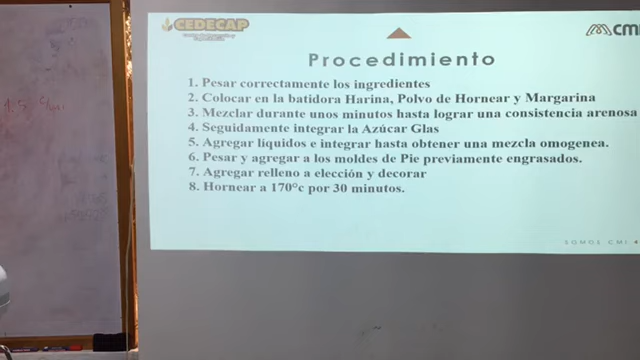 CEDECAP
cmi
Procedimiento
1. Pesar correctamente los ingredientes
2. Colocar en la batidora Harina, Polvo de Hornear y Margarina
3. Mezclar durante unos minutos hasta lograr una consistencia arenosa
4. Seguidamente integrar la Azúcar Glas
5. Agregar líquidos e integrar hasta obtener una mezcla omogenea.
6. Pesar y agregar a los moldes de Pie previamente engrasados.
7. Agregar relleno a elección y decorar
8. Hornear a 170°c por 30 minutos.
SOMOS CMI